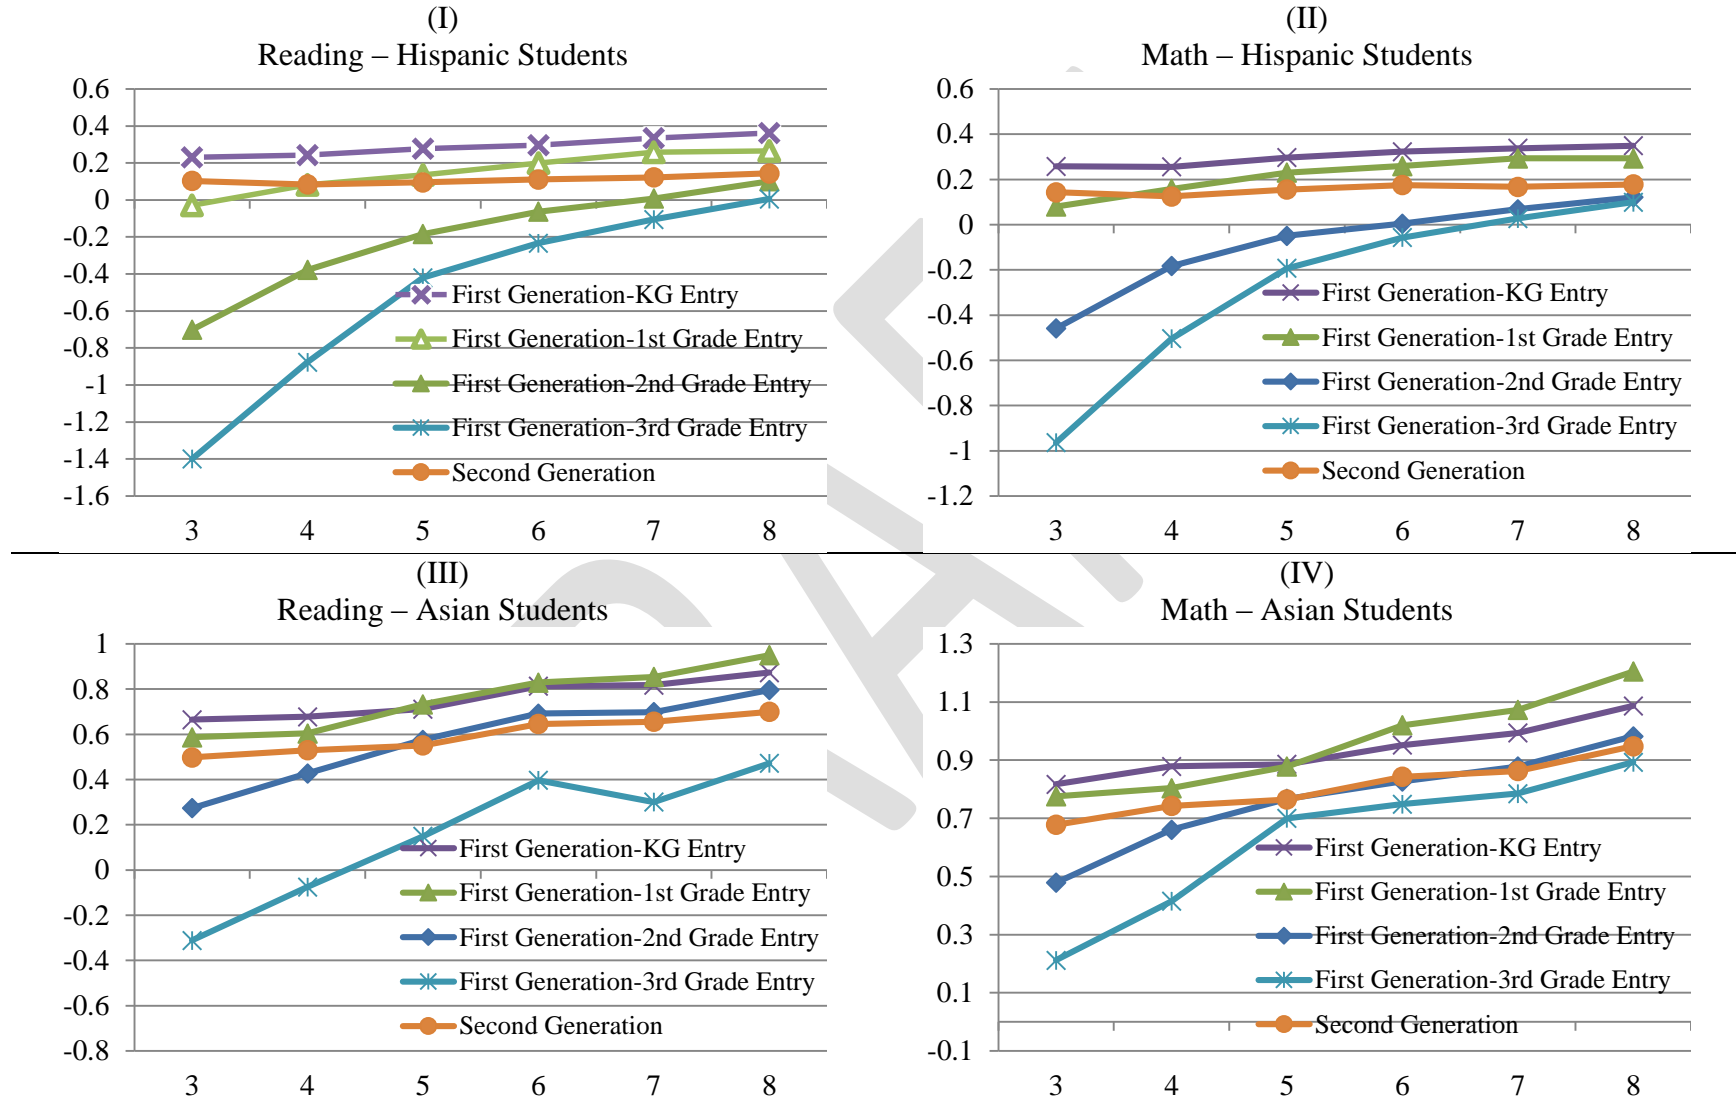 (I)
Reading – Hispanic Students
0.6
0.4
0.2
0
-0.2
-0.4
-0.6
-0.8
-1
-1.2
-1.4
-1.6
First Generation-KG Entry
First Generation-1st Grade Entry
First Generation-2nd Grade Entry
First Generation-3rd Grade Entry
Second Generation
3 4 5 6 7 8
(II)
Math – Hispanic Students
0.6
0.4
0.2
0
-0.2
-0.4
-0.6
-0.8
-1
-1.2
First Generation-KG Entry
First Generation-1st Grade Entry
First Generation-2nd Grade Entry
First Generation-3rd Grade Entry
Second Generation
3 4 5 6 7 8
(III)
Reading – Asian Students
1
0.8
0.6
0.4
0.2
0
-0.2
-0.4
-0.6
-0.8
First Generation-KG Entry
First Generation-1st Grade Entry
First Generation-2nd Grade Entry
First Generation-3rd Grade Entry
Second Generation
3 4 5 6 7 8
(IV)
Math – Asian Students
1.3
1.1
0.9
0.7
0.5
0.3
0.1
-0.1
First Generation-KG Entry
First Generation-1st Grade Entry
First Generation-2nd Grade Entry
First Generation-3rd Grade Entry
Second Generation
3 4 5 6 7 8